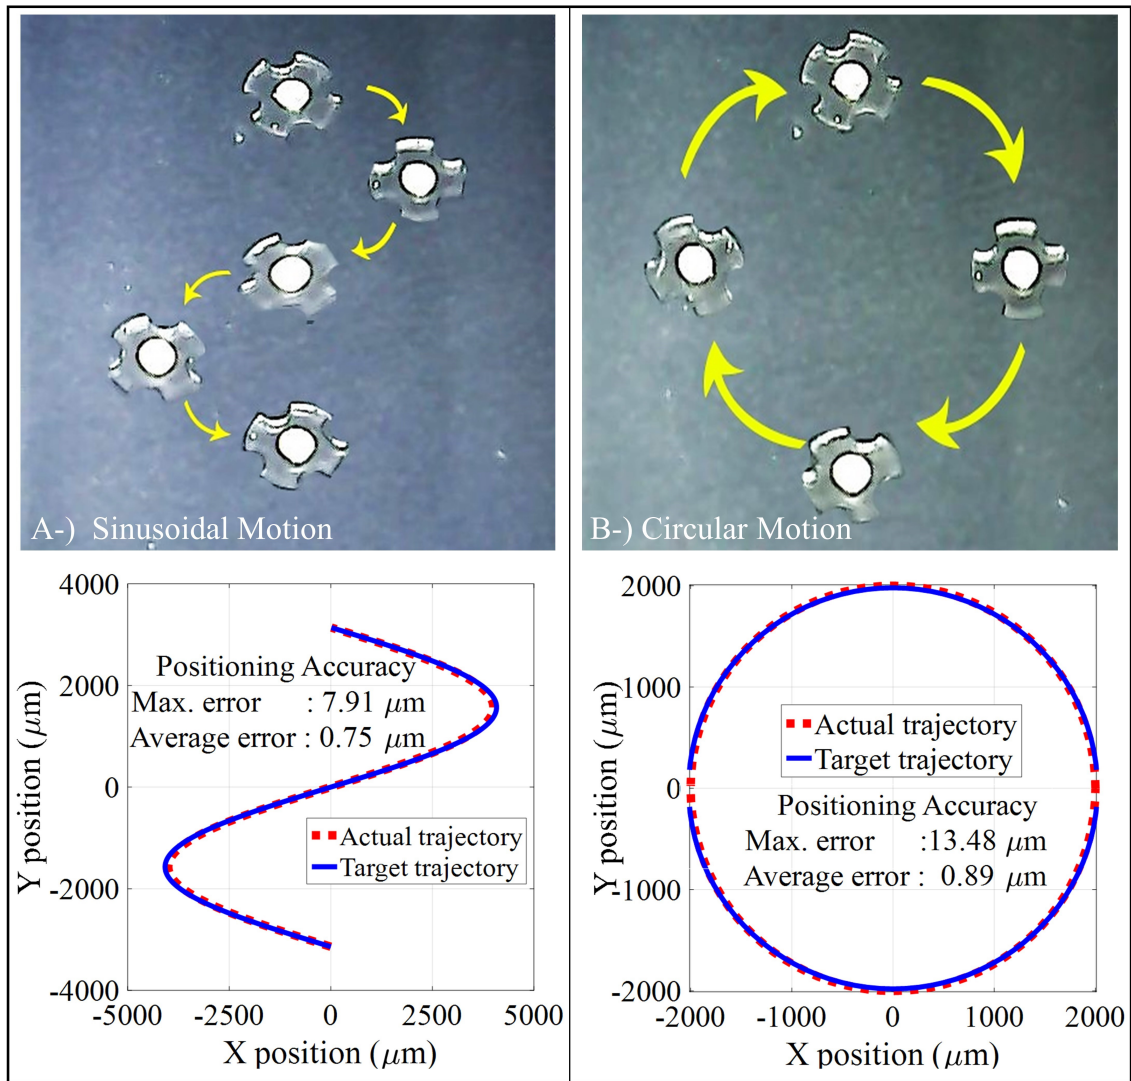 A-) Sinusoidal Motion
B-) Circular Motion
4000
2000
0
-2000
-4000
Y position (μm)
Positioning Accuracy
Max. error : 7.91 μm
Average error : 0.75 μm
Actual trajectory
Target trajectory
-5000 -2500 0 2500 5000
X position (μm)
2000
1000
0
-1000
-2000
Y position (μm)
Actual trajectory
Target trajectory
Positioning Accuracy
Max. error :13.48 μm
Average error : 0.89 μm
-2000 -1000 0 1000 2000
X position (μm)